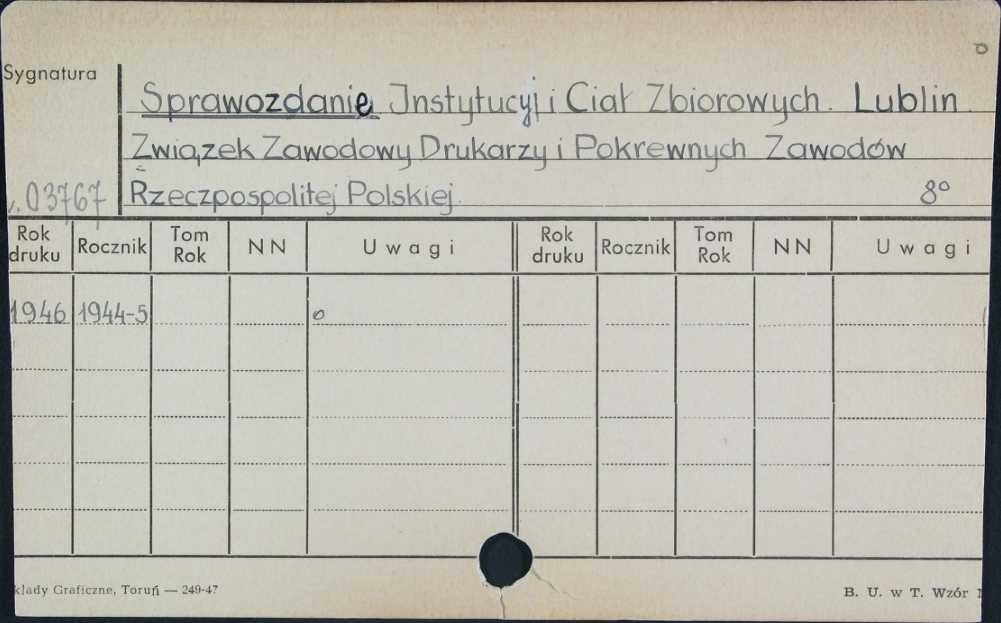 o
Sygnatura
Sprawozdanie Instytucyj i Ciał Zbiorowych. Lublin
Związek Zawodowy Drukarzy i Pokrewnych Zawodów
03767 Rzeczpospolitej Polskiej. 8°
Rok druku Rocznik Tom Rok NN Uwagi Rok druku Rocznik Tom Rok NN Uwagi
1946 1944-5 o
kłady Graficzne, Toruń — 249-47 B. U. w T. Wzór